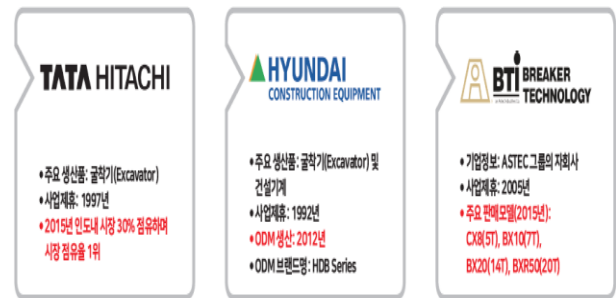 TATA HITACHI
• 주요 생산품: 굴착기(Excavator)
• 사업제휴: 1997년
• 2015년 인도내 시장 30% 점유하며
시장 점유율 1위
HYUNDAI
CONSTRUCTION EQUIPMENT
• 주요 생산품: 굴착기(Excavator) 및
건설기계
• 사업제휴: 1992년
• ODM 생산: 2012년
• ODM 브랜드명: HDB Series
BTI BREAKER
TECHNOLOGY
• 기업정보: ASTEC 그룹의 자회사
• 사업제휴: 2005년
• 주요 판매모델(2015년):
CX8(5T), BX10(7T),
BX20(14T), BXR50(20T)